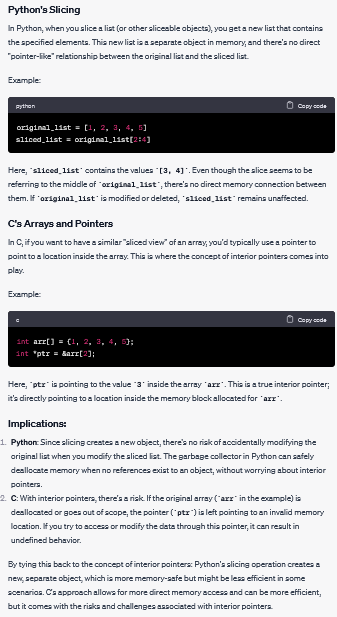 Python's Slicing
In Python, when you slice a list (or other sliceable objects), you get a new list that contains
the specified elements. This new list is a separate object in memory, and there's no direct
"pointer-like" relationship between the original list and the sliced list.
Example:
python Copy code
original_list = [1, 2, 3, 4, 5]
sliced_list = original_list[2:4]
Here, `sliced_list` contains the values `[3, 4]`. Even though the slice seems to be
referring to the middle of `original_list`, there's no direct memory connection between
them. If `original_list` is modified or deleted, `sliced_list` remains unaffected.
C's Arrays and Pointers
In C, if you want to have a similar "sliced view" of an array, you'd typically use a pointer to
point to a location inside the array. This is where the concept of interior pointers comes into
play.
Example:
c Copy code
int arr[] = {1, 2, 3, 4, 5};
int *ptr = &arr[2];
Here, `ptr` is pointing to the value `3` inside the array `arr`. This is a true interior pointer;
it's directly pointing to a location inside the memory block allocated for `arr`.
Implications:
1. Python: Since slicing creates a new object, there's no risk of accidentally modifying the
original list when you modify the sliced list. The garbage collector in Python can safely
deallocate memory when no references exist to an object, without worrying about interior
pointers.
2. C: With interior pointers, there's a risk. If the original array (`arr` in the example) is
deallocated or goes out of scope, the pointer (`ptr`) is left pointing to an invalid memory
location. If you try to access or modify the data through this pointer, it can result in
undefined behavior.
By tying this back to the concept of interior pointers: Python's slicing operation creates a
new, separate object, which is more memory-safe but might be less efficient in some
scenarios. C's approach allows for more direct memory access and can be more efficient,
but it comes with the risks and challenges associated with interior pointers.